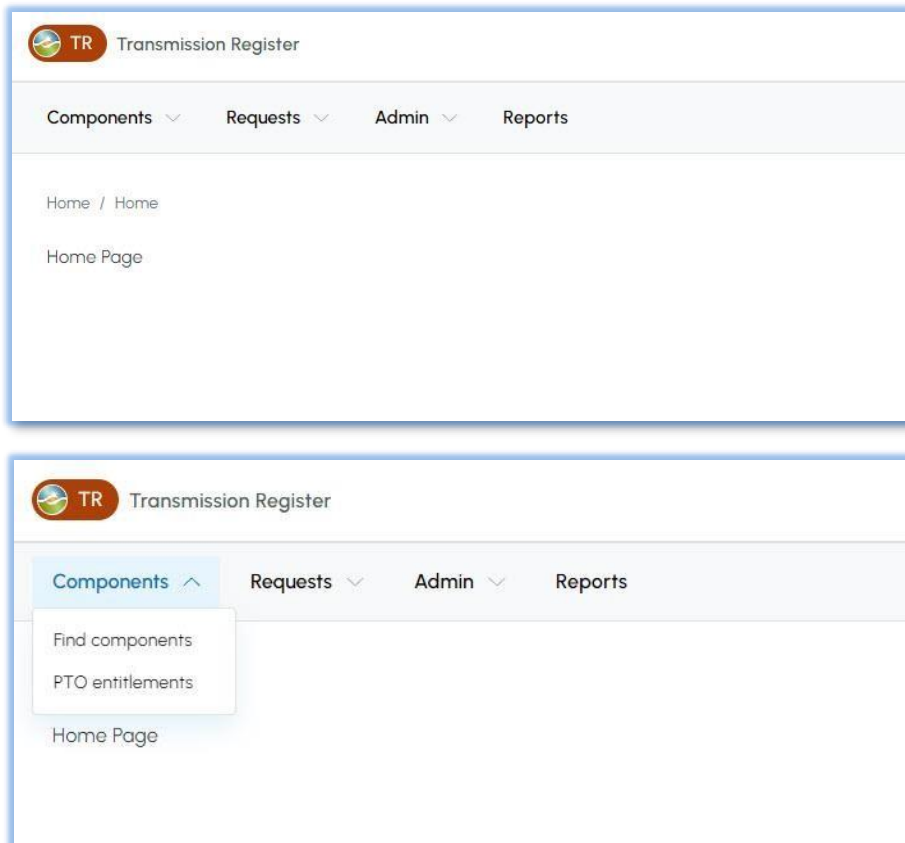 TR Transmission Register
Components Requests Admin Reports
Home / Home
Home Page
TR Transmission Register
Components Requests Admin Reports
Find components
PTO entitlements
Home Page